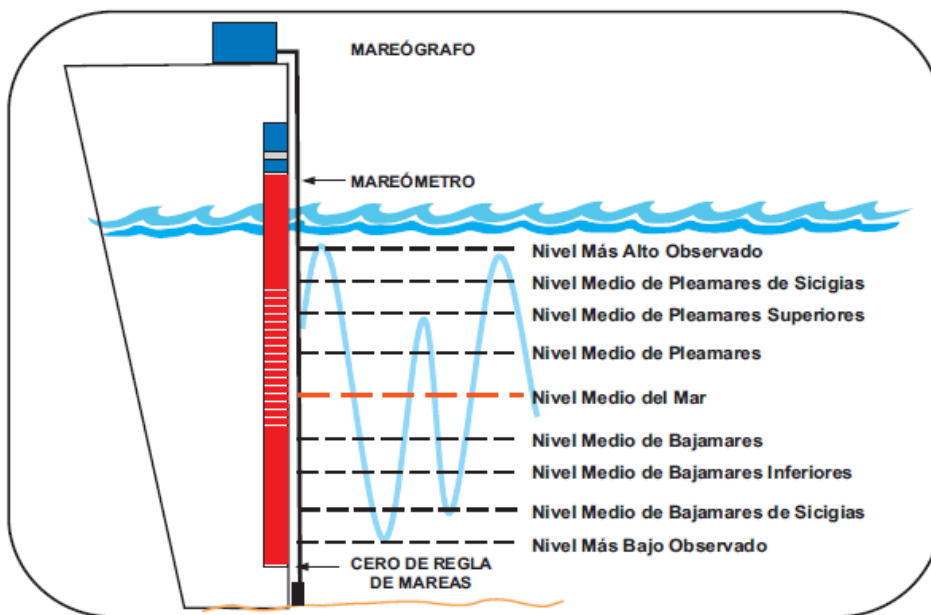 MAREÓGRAFO
MAREÓMETRO
Nivel Más Alto Observado
Nivel Medio de Pleamares de Sicigias
Nivel Medio de Pleamares Superiores
Nivel Medio de Pleamares
Nivel Medio del Mar
Nivel Medio de Bajamares
Nivel Medio de Bajamares Inferiores
Nivel Medio de Bajamares de Sicigias
Nivel Más Bajo Observado
CERO DE REGLA
DE MAREAS